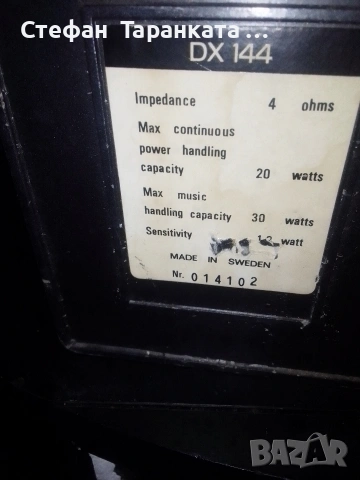 Стефан Таранката ...
DX 144
Impedance 4 ohms
Max continuous
power handling
capacity 20 watts
Max music
handling capacity 30 watts
Sensitivity watt
MADE IN SWEDEN
Nr. 014102
BAZAR